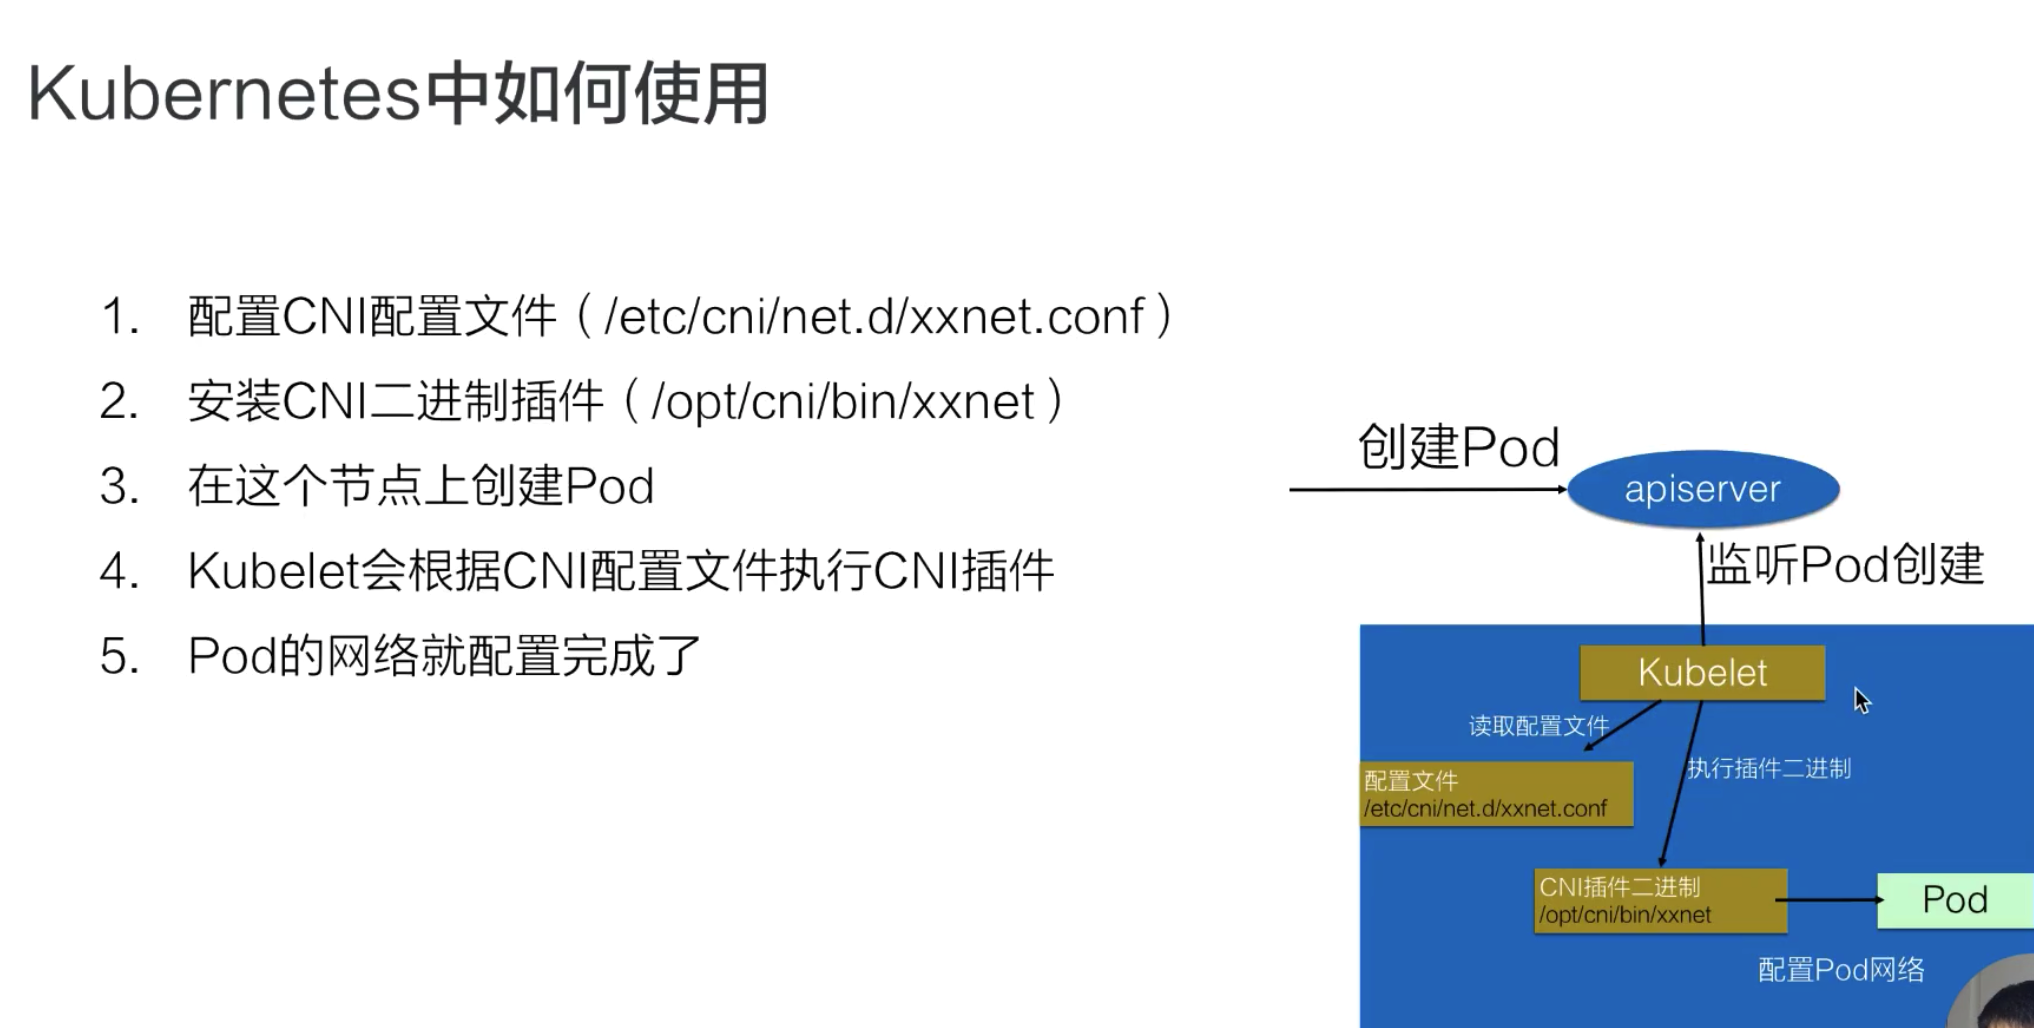 Kubernetes中如何使用
1. 配置CNI配置文件（/etc/cni/net.d/xxnet.conf）
2. 安装CNI二进制插件（/opt/cni/bin/xxnet）
3. 在这个节点上创建Pod
4. Kubelet会根据CNI配置文件执行CNI插件
5. Pod的网络就配置完成了
创建Pod
apiserver
监听Pod创建
Kubelet
读取配置文件
执行插件二进制
配置文件
/etc/cni/net.d/xxnet.conf
CNI插件二进制
/opt/cni/bin/xxnet
Pod
配置Pod网络